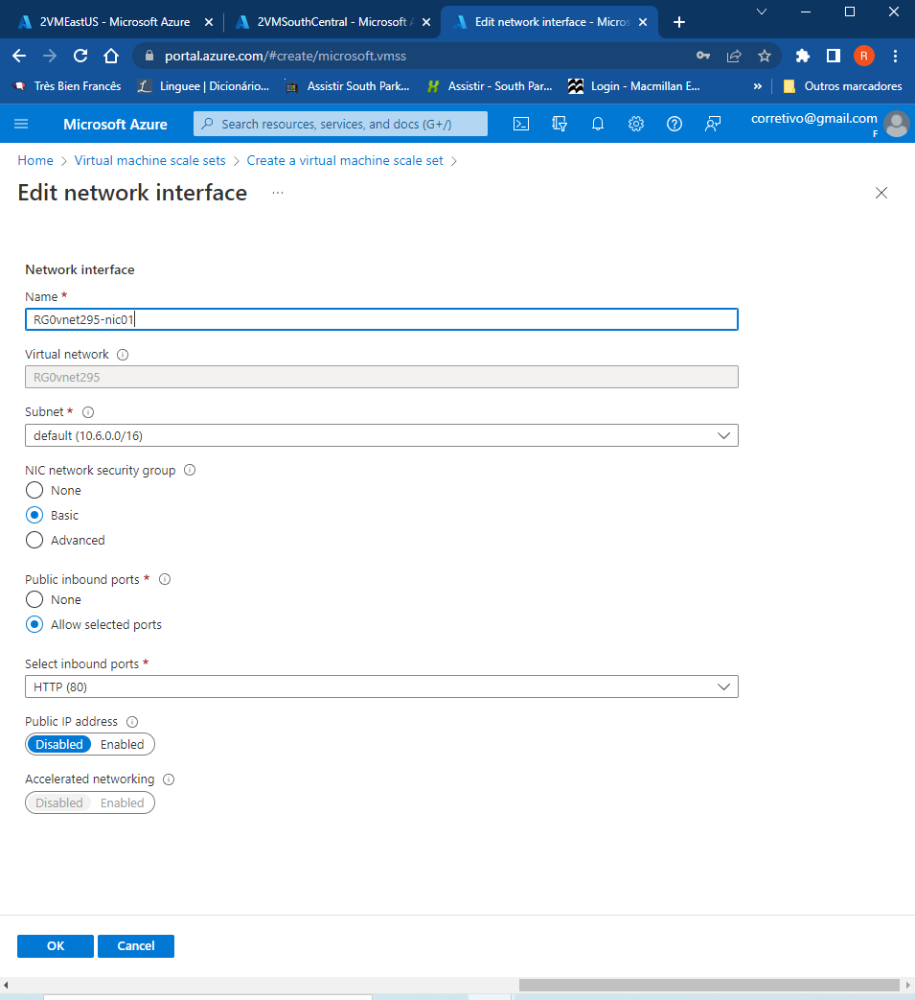 2VMEastUS - Microsoft Azure
2VMSouthCentral - Microsoft A
Edit network interface - Micros
portal.azure.com/#create/microsoft.vmss
R
Très Bien Francês
Linguee | Dicionário...
Assistir South Park...
Assistir - South Par...
Login - Macmillan E...
»
Outros marcadores
Microsoft Azure
Search resources, services, and docs (G+/)
corretivo@gmail.com
F
Home > Virtual machine scale sets > Create a virtual machine scale set >
Edit network interface ...
Network interface
Name *
RG0vnet295-nic01
Virtual network
RG0vnet295
Subnet *
default (10.6.0.0/16)
NIC network security group
None
Basic
Advanced
Public inbound ports *
None
Allow selected ports
Select inbound ports *
HTTP (80)
Public IP address
Disabled Enabled
Accelerated networking
Disabled Enabled
OK Cancel